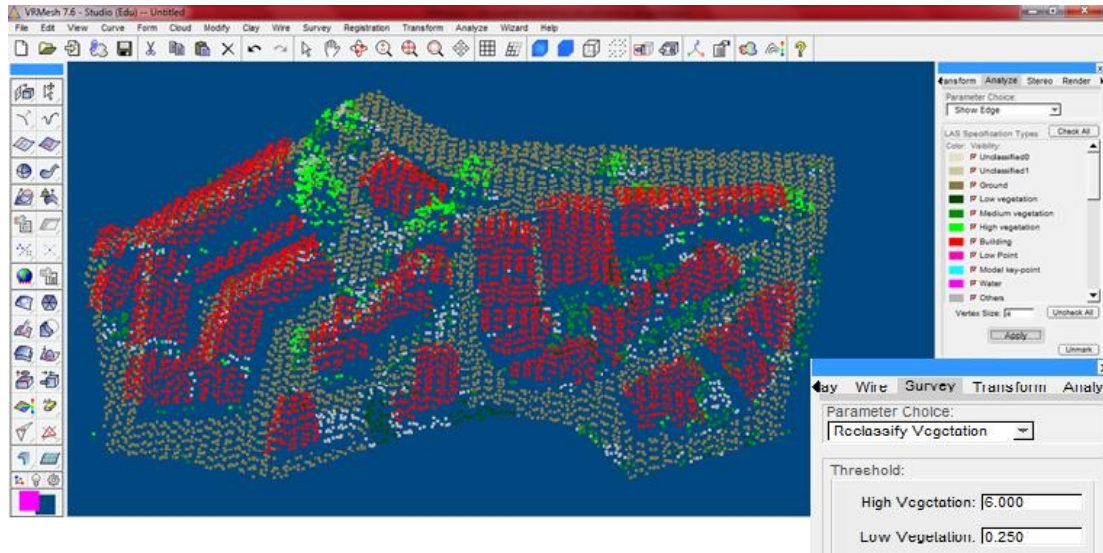 VRMesh 7.6 - Studio (Edu) -- Untitled
File Edit View Curve Form Cloud Modify Clay Wire Survey Registration Transform Analyze Wizard Help
Analyze Stereo Render
Parameter Choice:
Show Edge
LAS Specification Types Check All
Color: Visibility:
Unclassified0
Unclassified1
Ground
Low vegetation
Medium vegetation
High vegetation
Building
Low Point
Model key-point
Water
Others
Vertex Size: 4 Uncheck All
Apply
Unmark
Wire Survey Transform Analy
Parameter Choice:
Reclassify Vegetation
Threshold:
High Vegetation: 6.000
Low Vegetation. 0.250